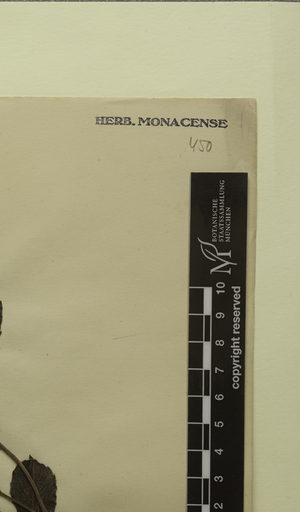 HERB. MONACENSE
450
BOTANISCHE
STAATSSAMMLUNG
MÜNCHEN
M
10
9
8
7
6
5
4
3
2
copyright reserved